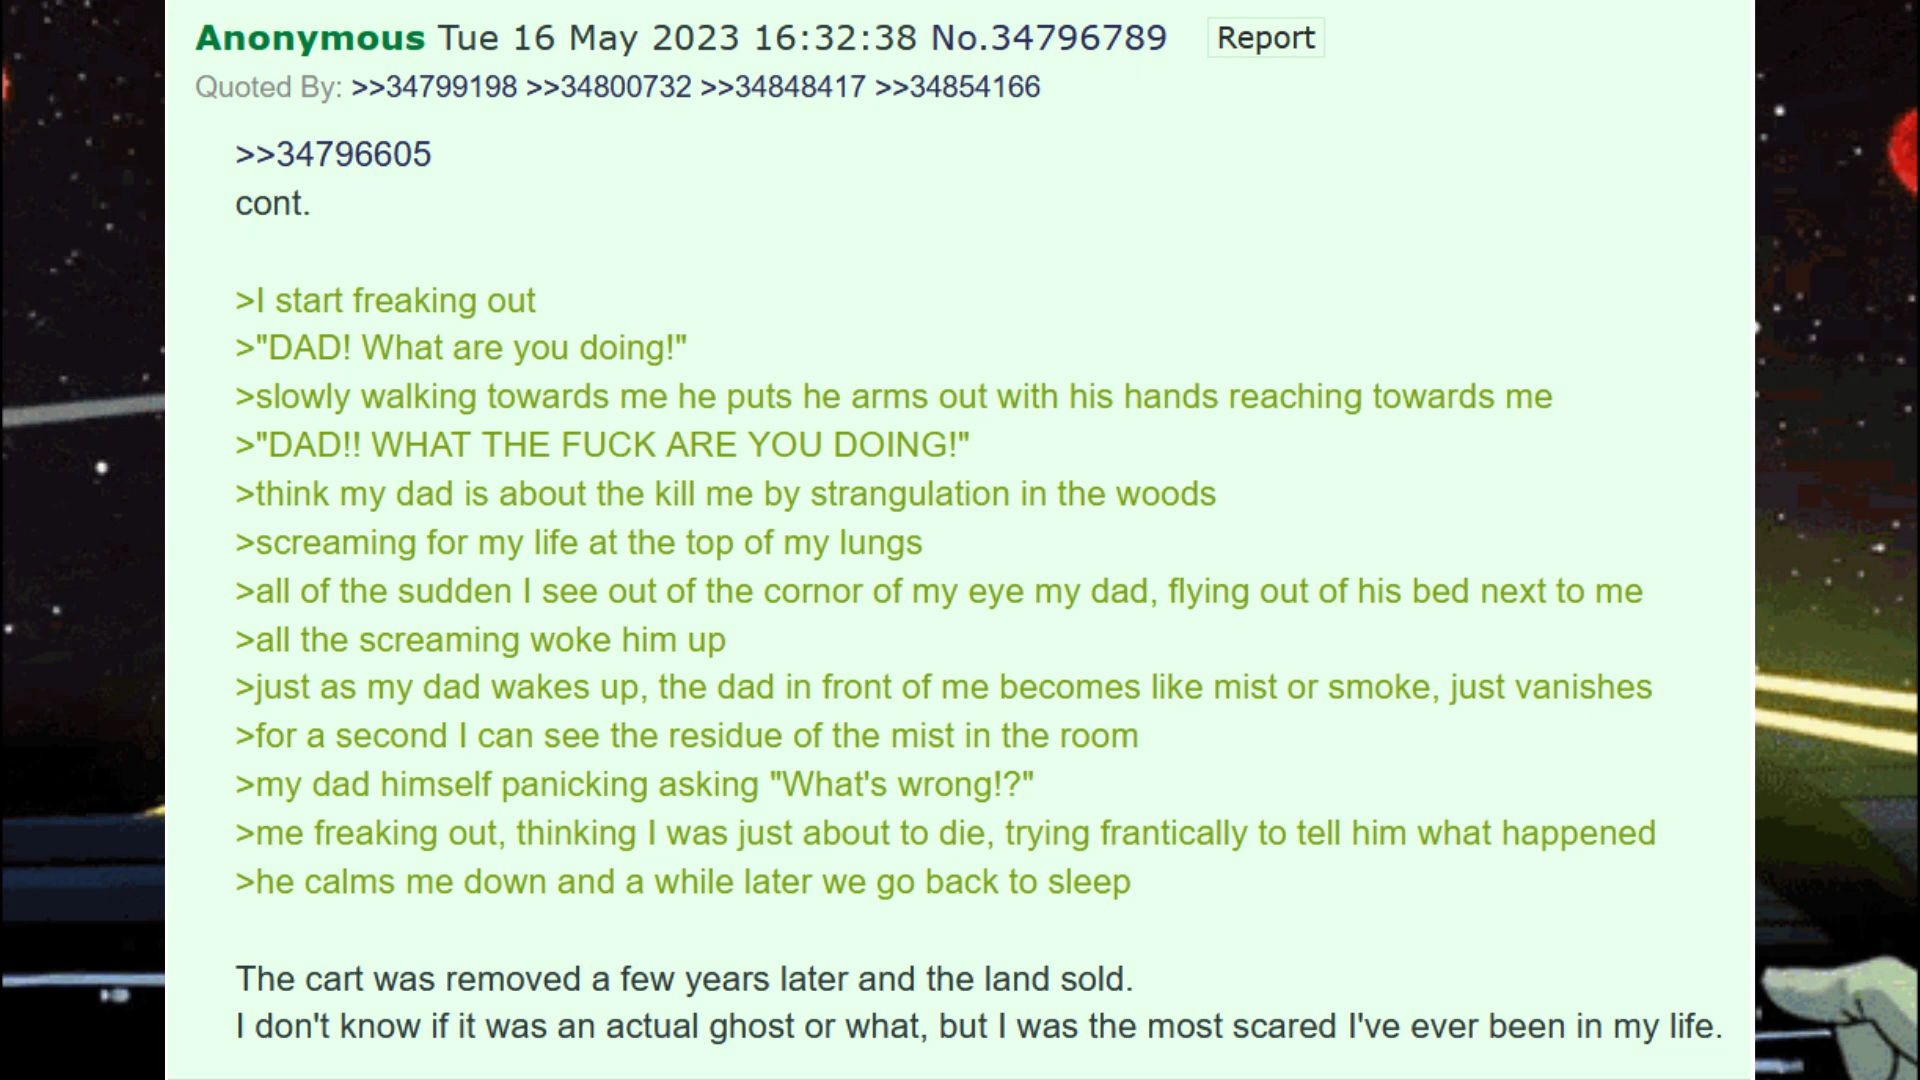 Anonymous Tue 16 May 2023 16:32:38 No.34796789 Report
Quoted By: >>34799198 >>34800732 >>34848417 >>34854166
>>34796605
cont.
>I start freaking out
>"DAD! What are you doing!"
>slowly walking towards me he puts he arms out with his hands reaching towards me
>"DAD!! WHAT THE FUCK ARE YOU DOING!"
>think my dad is about the kill me by strangulation in the woods
>screaming for my life at the top of my lungs
>all of the sudden I see out of the cornor of my eye my dad, flying out of his bed next to me
>all the screaming woke him up
>just as my dad wakes up, the dad in front of me becomes like mist or smoke, just vanishes
>for a second I can see the residue of the mist in the room
>my dad himself panicking asking "What's wrong!?"
>me freaking out, thinking I was just about to die, trying frantically to tell him what happened
>he calms me down and a while later we go back to sleep
The cart was removed a few years later and the land sold.
I don't know if it was an actual ghost or what, but I was the most scared I've ever been in my life.